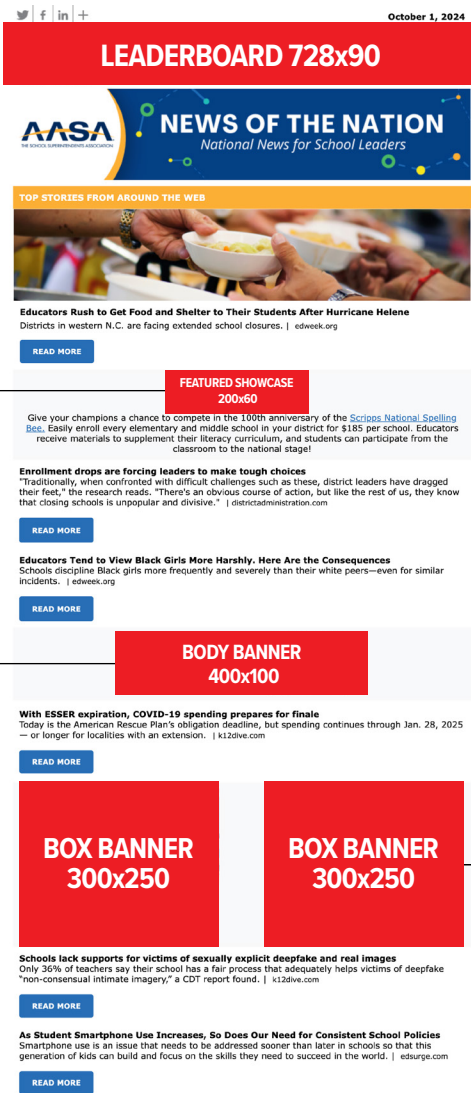 October 1, 2024
LEADERBOARD 728x90
AASA
THE SCHOOL SUPERINTENDENTS ASSOCIATION
NEWS OF THE NATION
National News for School Leaders
TOP STORIES FROM AROUND THE WEB
Educators Rush to Get Food and Shelter to Their Students After Hurricane Helene
Districts in western N.C. are facing extended school closures. | edweek.org
READ MORE
FEATURED SHOWCASE
200x60
Give your champions a chance to compete in the 100th anniversary of the Scripps National Spelling
Bee. Easily enroll every elementary and middle school in your district for $185 per school. Educators
receive materials to supplement their literacy curriculum, and students can participate from the
classroom to the national stage!
Enrollment drops are forcing leaders to make tough choices
"Traditionally, when confronted with difficult challenges such as these, district leaders have dragged
their feet," the research reads. "There's an obvious course of action, but like the rest of us, they know
that closing schools is unpopular and divisive." | districtadministration.com
READ MORE
Educators Tend to View Black Girls More Harshly. Here Are the Consequences
Schools discipline Black girls more frequently and severely than their white peers—even for similar
incidents. | edweek.org
READ MORE
BODY BANNER
400x100
With ESSER expiration, COVID-19 spending prepares for finale
Today is the American Rescue Plan's obligation deadline, but spending continues through Jan. 28, 2025
— or longer for localities with an extension. | k12dive.com
READ MORE
BOX BANNER
300x250
BOX BANNER
300x250
Schools lack supports for victims of sexually explicit deepfake and real images
Only 36% of teachers say their school has a fair process that adequately helps victims of deepfake
"non-consensual intimate imagery," a CDT report found. | k12dive.com
READ MORE
As Student Smartphone Use Increases, So Does Our Need for Consistent School Policies
Smartphone use is an issue that needs to be addressed sooner than later in schools so that this
generation of kids can build and focus on the skills they need to succeed in the world. | edsurge.com
READ MORE